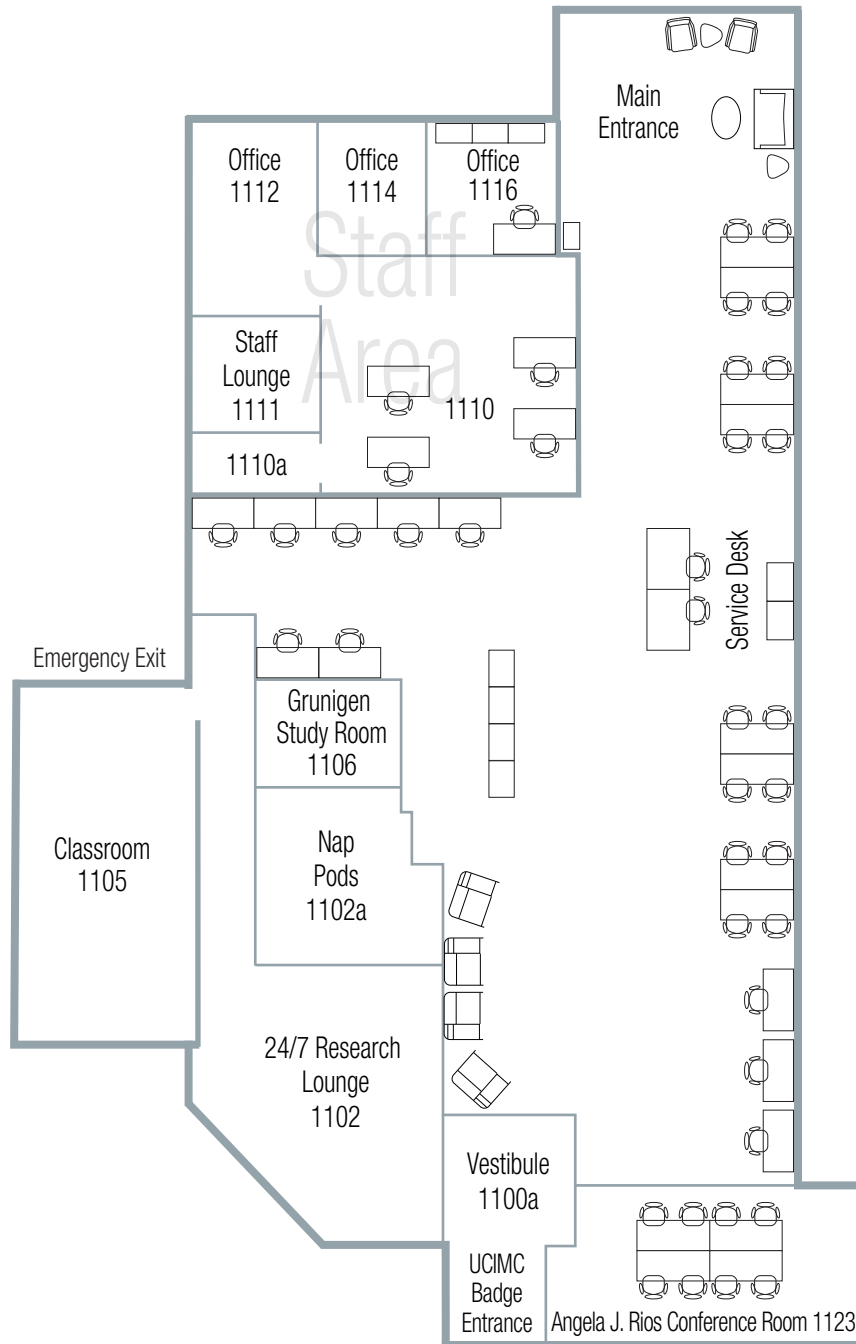 Main
Entrance
Office
1112
Office
1114
Office
1116
Staff
Area
Staff
Lounge
1111
1110
1110a
Service Desk
Emergency Exit
Grunigen
Study Room
1106
Classroom
1105
Nap
Pods
1102a
24/7 Research
Lounge
1102
Vestibule
1100a
UCIMC
Badge
Entrance
Angela J. Rios Conference Room 1123